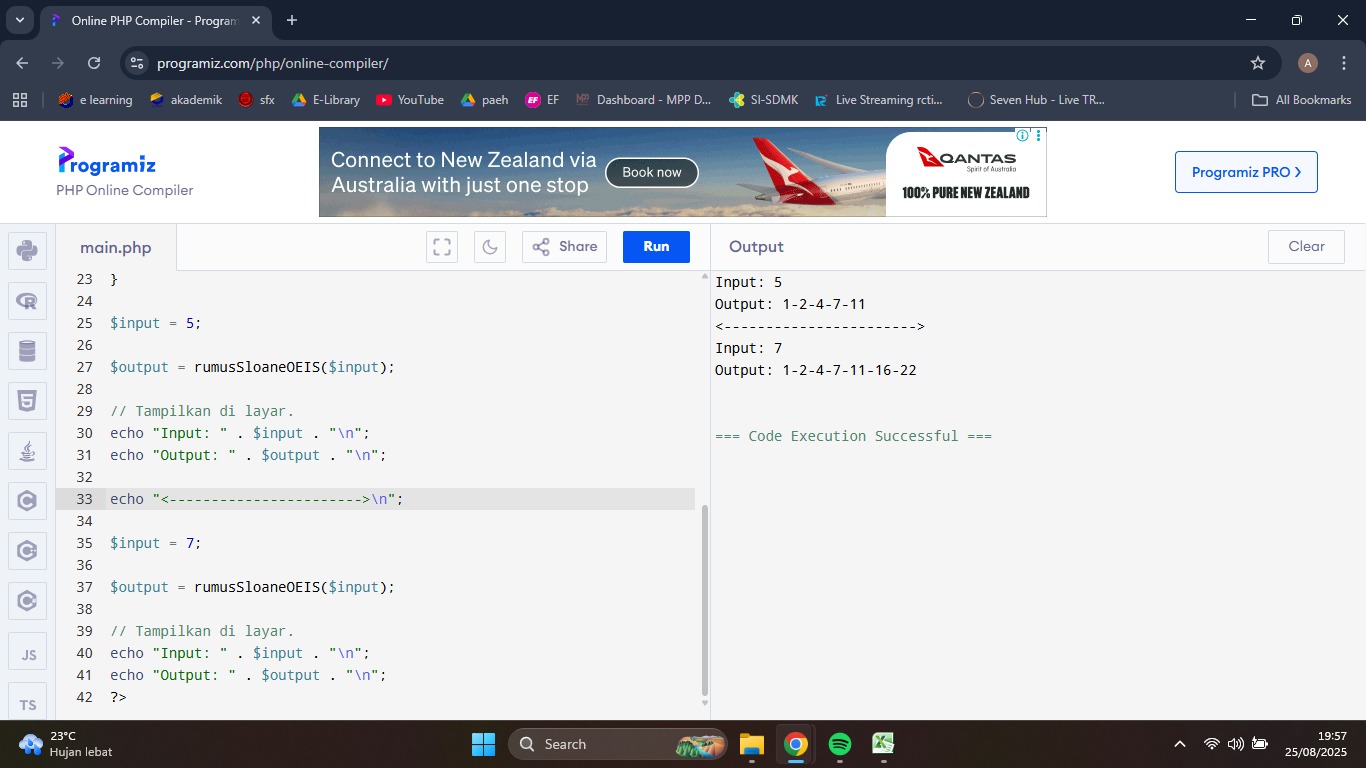 Online PHP Compiler - Program
programiz.com/php/online-compiler/
A
e learning
akademik
sfx
E-Library
YouTube
paeh
EF EF
Dashboard - MPP D...
SI-SDMK
Live Streaming rcti...
Seven Hub - Live TR...
All Bookmarks
Programiz
PHP Online Compiler
Connect to New Zealand via
Australia with just one stop
Book now
QANTAS
Spirit of Australia
100% PURE NEW ZEALAND
Programiz PRO >
main.php
Share
Run
Output
Clear
23 }
24
25 $input = 5;
26
27 $output = rumusSloaneOEIS($input);
28
29 // Tampilkan di layar.
30 echo "Input: " . $input . "\n";
31 echo "Output: " . $output . "\n";
32
33 echo "<----------------------->\n";
34
35 $input = 7;
36
37 $output = rumusSloaneOEIS($input);
38
39 // Tampilkan di layar.
40 echo "Input: " . $input . "\n";
41 echo "Output: " . $output . "\n";
42 ?>
JS
TS
Input: 5
Output: 1-2-4-7-11
<----------------------->
Input: 7
Output: 1-2-4-7-11-16-22
=== Code Execution Successful ===
23°C
Hujan lebat
Search
19:57
25/08/2025